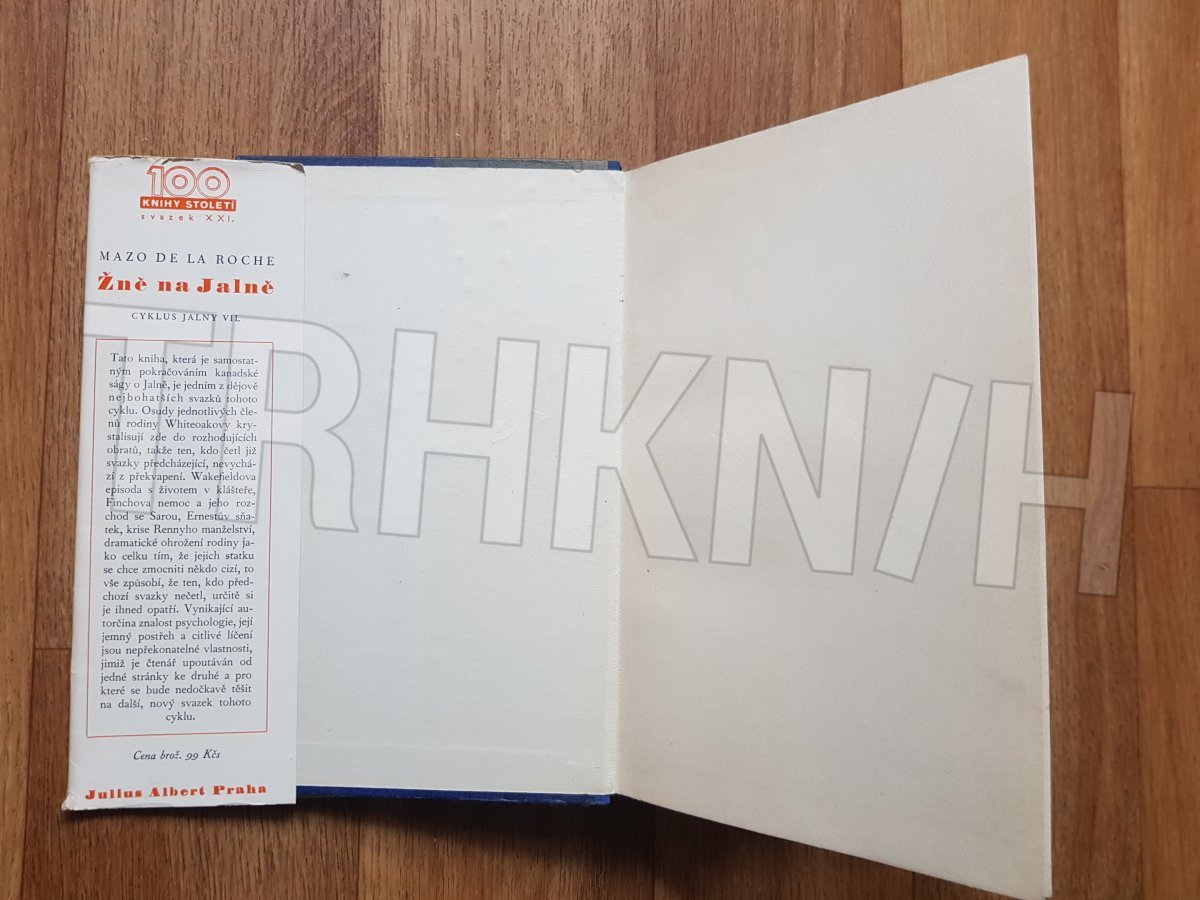 100
KNIHY STOLETÍ
svazek XXI.
MAZO DE LA ROCHE
Žně na Jalně
CYKLUS JALNY VII.
Tato kniha, která je samostat-
ným pokračováním kanadské
ságy o Jalně, je jedním z dějově
nejbohatších svazků tohoto
cyklu. Osudy jednotlivých čle-
nů rodiny Whiteoakovy kry-
stalisují zde do rozhodujících
obratů, takže ten, kdo četl již
svazky předcházející, nevychá-
zí z překvapení. Wakefieldova
episoda s životem v klášteře,
Finchova nemoc a jeho roz-
chod se Sarou, Ernestův sňa-
tek, krise Rennyho manželství,
dramatické ohrožení rodiny ja-
ko celku tím, že jejich statku
se chce zmocniti někdo cizí, to
vše způsobí, že ten, kdo před-
chozí svazky nečetl, určitě si
je ihned opatří. Vynikající au-
torčina znalost psychologie, její
jemný postřeh a citlivé líčení
jsou nepřekonatelné vlastnosti,
jimiž je čtenář upoutáván od
jedné stránky ke druhé a pro
které se bude nedočkavě těšit
na další, nový svazek tohoto
cyklu.
Cena brož. 99 Kčs
Julius Albert Praha
TRHKN/H